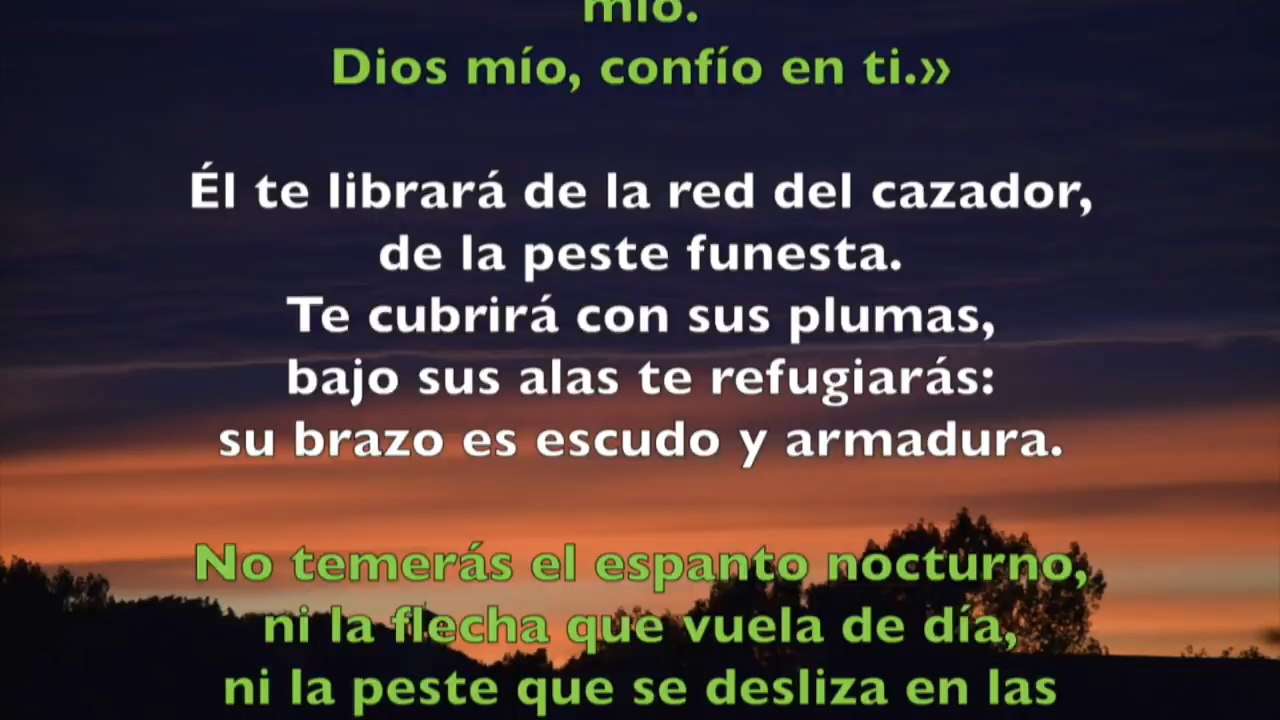 mío.
Dios mío, confío en ti.»
Él te librará de la red del cazador,
de la peste funesta.
Te cubrirá con sus plumas,
bajo sus alas te refugiarás:
su brazo es escudo y armadura.
No temerás el espanto nocturno,
ni la flecha que vuela de día,
ni la peste que se desliza en las